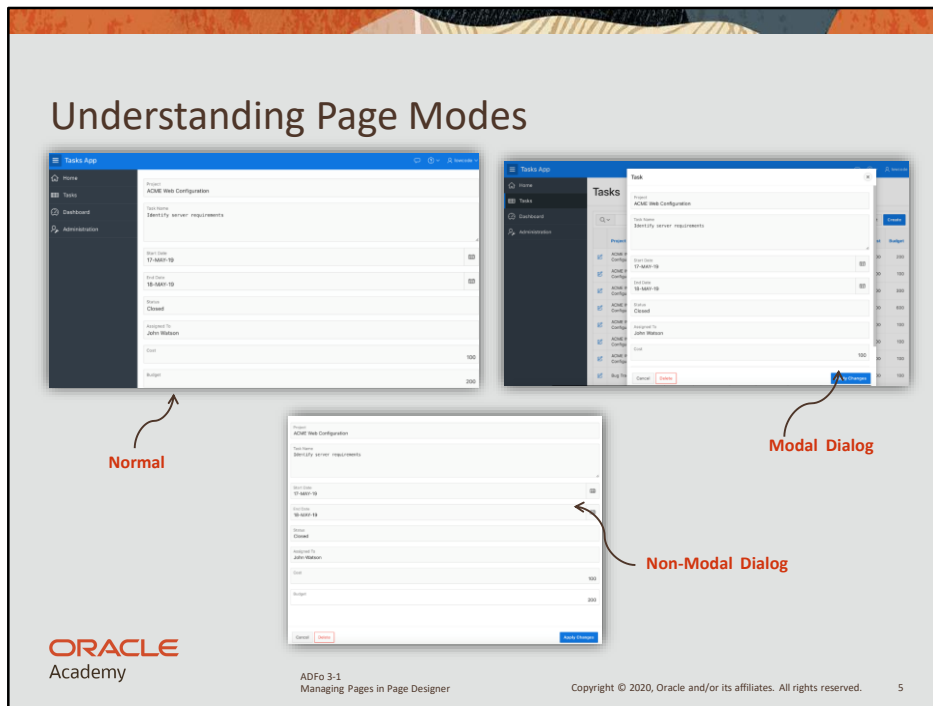 Understanding Page Modes
Tasks App
Home
Tasks
Dashboard
Administration
Project
ACME Web Configuration
Task Name
Identify server requirements
Start Date
17-MAY-19
End Date
18-MAY-19
Status
Closed
Assigned To
John Watson
Cost
100
Budget
200
Normal
Tasks App
Home
Tasks
Dashboard
Administration
Tasks
Create
Project
Budget
Task
Project
ACME Web Configuration
Task Name
Identify server requirements
Start Date
17-MAY-19
End Date
18-MAY-19
Status
Closed
Assigned To
John Watson
Cost
100
Cancel Delete
Modal Dialog
Project
ACME Web Configuration
Task Name
Identify server requirements
Start Date
17-MAY-19
End Date
18-MAY-19
Status
Closed
Assigned To
John Watson
Cost
100
Budget
200
Cancel Delete Apply Changes
Non-Modal Dialog
ORACLE
Academy
ADFo 3-1
Managing Pages in Page Designer
Copyright © 2020, Oracle and/or its affiliates. All rights reserved. 5